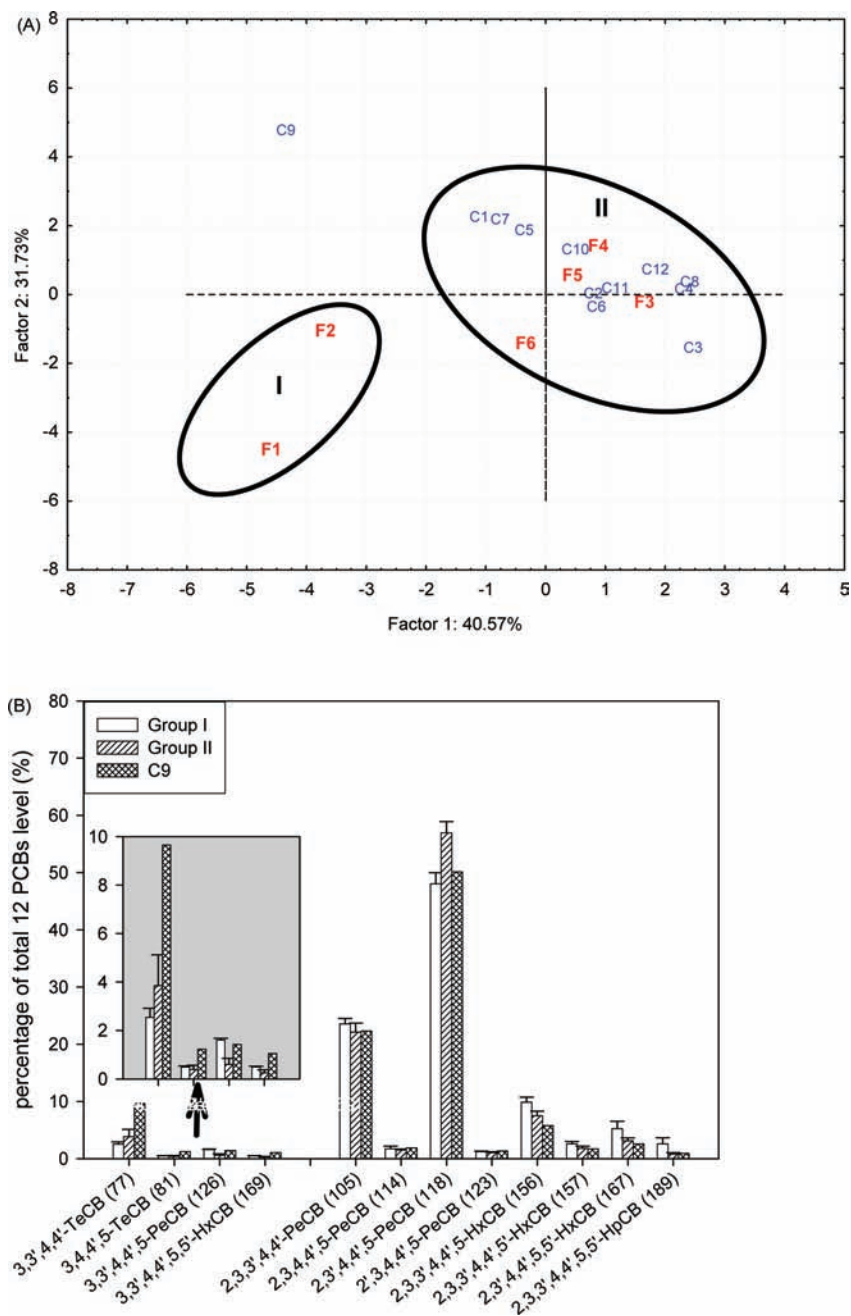 (A)
8
6
4
2
0
-2
-4
-6
-8
Factor 2: 31.73%
C9
C1 C7
C5
II
C10
F4
F5
C12
C2
C11
C6
C8
C4
F3
C3
F6
F2
I
F1
-8 -7 -6 -5 -4 -3 -2 -1 0 1 2 3 4 5
Factor 1: 40.57%
(B)
80
70
60
50
40
30
20
10
0
percentage of total 12 PCBs level (%)
Group I
Group II
C9
10
8
6
4
2
0
3,3',4,4'-TeCB (77)
3,4,4',5-TeCB (81)
3,3',4,4',5-PeCB (126)
3,3',4,4',5,5'-HxCB (169)
2,3,3',4,4'-PeCB (105)
2,3,4,4',5-PeCB (114)
2,3',4,4',5-PeCB (118)
2',3,4,4',5-PeCB (123)
2,3,3',4,4',5-HxCB (156)
2,3,3',4,4',5'-HxCB (157)
2,3',4,4',5,5'-HxCB (167)
2,3,3',4,4',5,5'-HpCB (189)